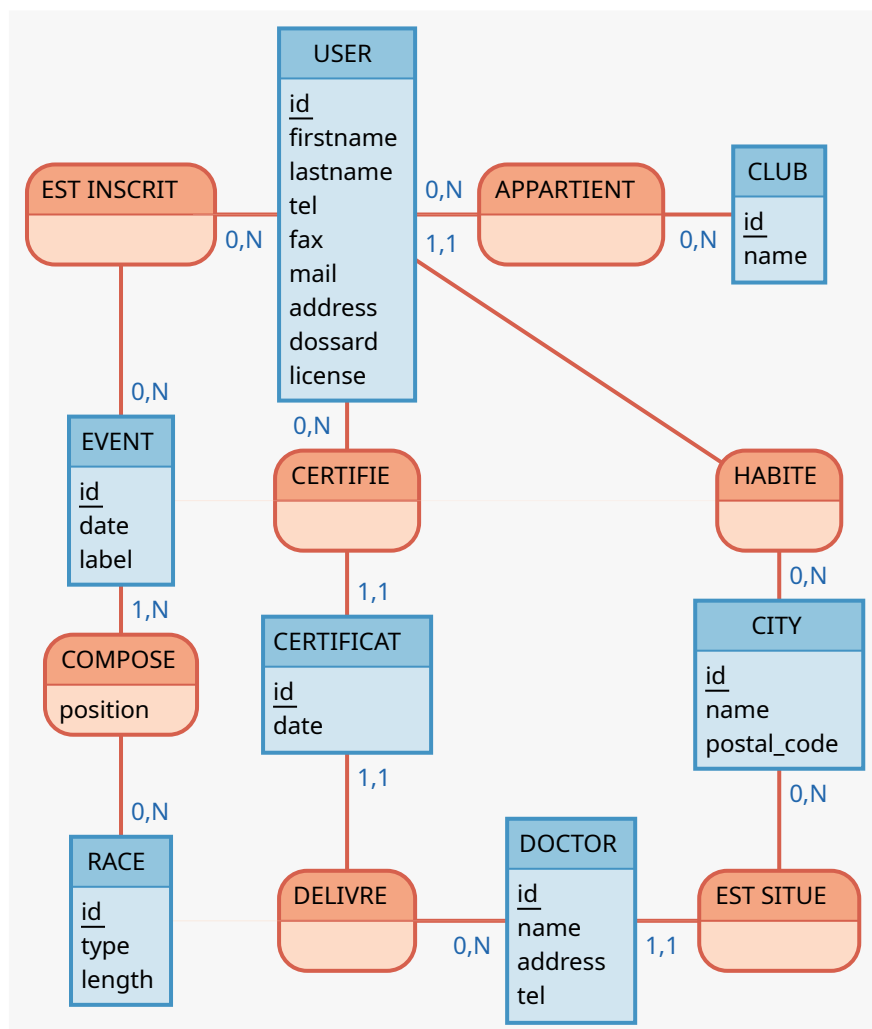 USER
id
firstname
lastname
tel
fax
mail
address
dossard
license
EST INSCRIT
0,N
0,N
APPARTIENT
0,N
CLUB
id
name
1,1
0,N
EVENT
id
date
label
0,N
CERTIFIE
HABITE
1,N
COMPOSE
position
1,1
CERTIFICAT
id
date
0,N
CITY
id
name
postal_code
1,1
0,N
0,N
RACE
id
type
length
DELIVRE
0,N
DOCTOR
id
name
address
tel
1,1
EST SITUE